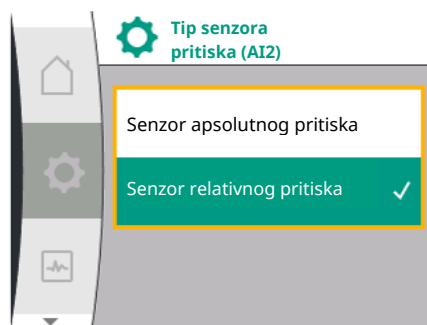 Tip senzora
pritiska (AI2)
Senzor apsolutnog pritiska
Senzor relativnog pritiska